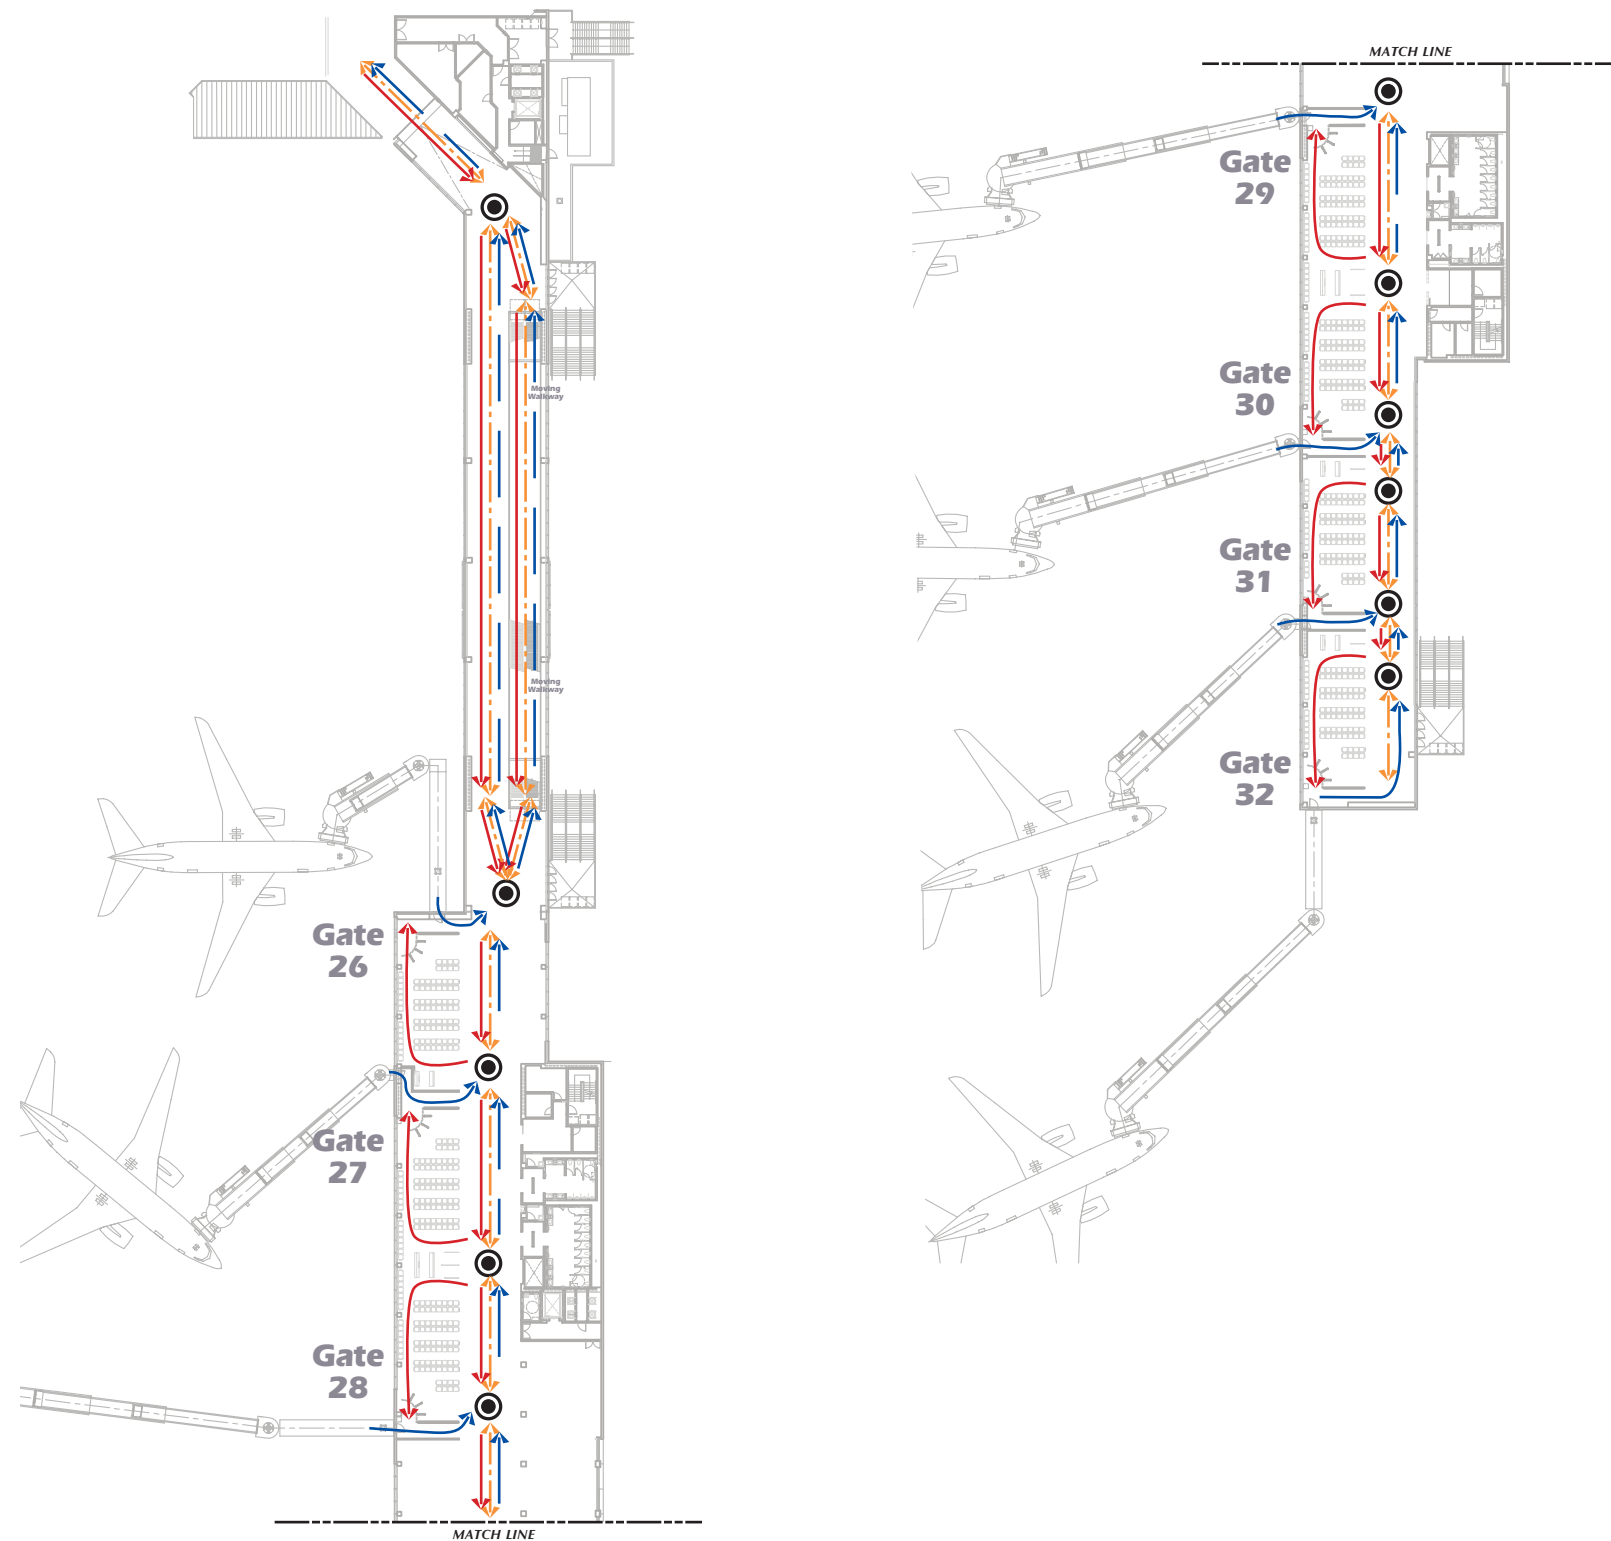 Moving
Walkway
Moving
Walkway
Gate
26
Gate
27
Gate
28
MATCH LINE
MATCH LINE
Gate
29
Gate
30
Gate
31
Gate
32